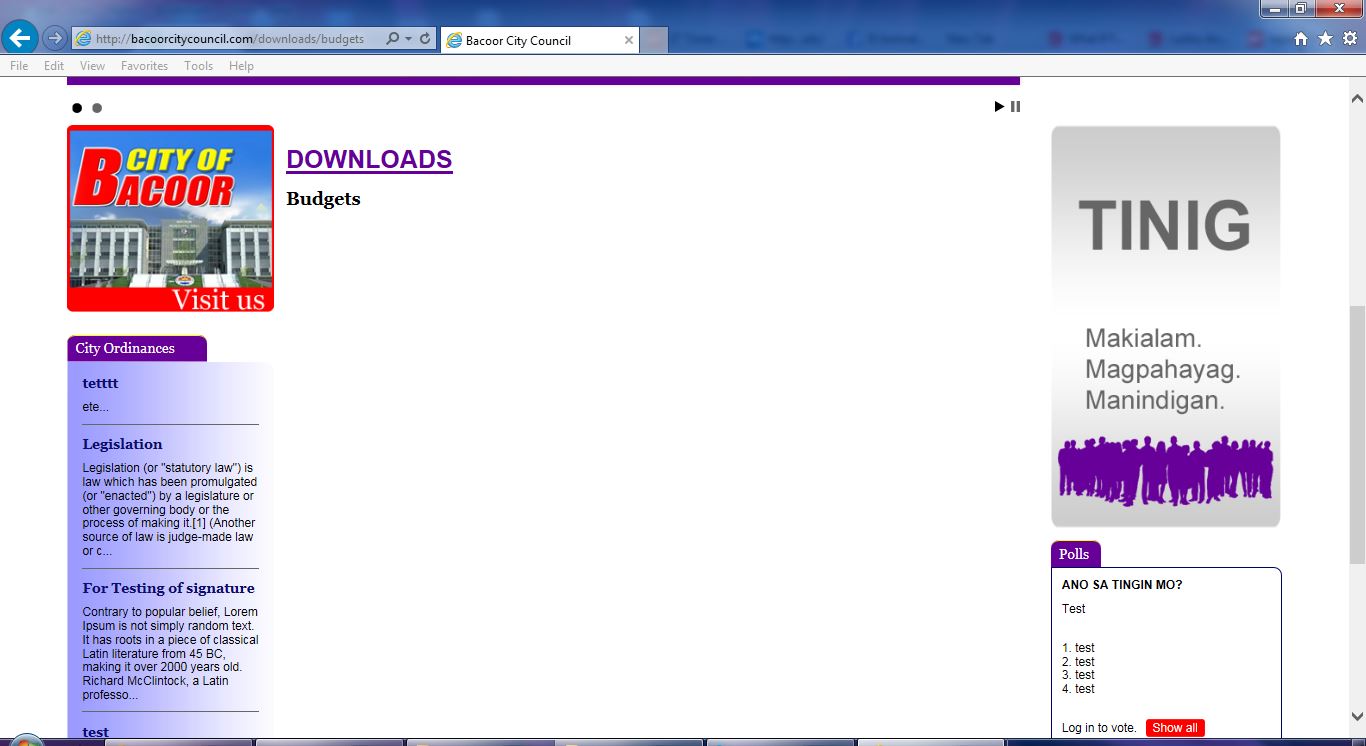 http://bacoorcitycouncil.com/downloads/budgets
Bacoor City Council
File Edit View Favorites Tools Help
CITY OF
BACOOR
Visit us
DOWNLOADS
Budgets
City Ordinances
tetttt
ete...
Legislation
Legislation (or "statutory law") is
law which has been promulgated
(or "enacted") by a legislature or
other governing body or the
process of making it.[1] (Another
source of law is judge-made law
or c...
For Testing of signature
Contrary to popular belief, Lorem
Ipsum is not simply random text.
It has roots in a piece of classical
Latin literature from 45 BC,
making it over 2000 years old.
Richard McClintock, a Latin
professo...
test
TINIG
Makialam.
Magpahayag.
Manindigan.
Polls
ANO SA TINGIN MO?
Test
1. test
2. test
3. test
4. test
Log in to vote. Show all